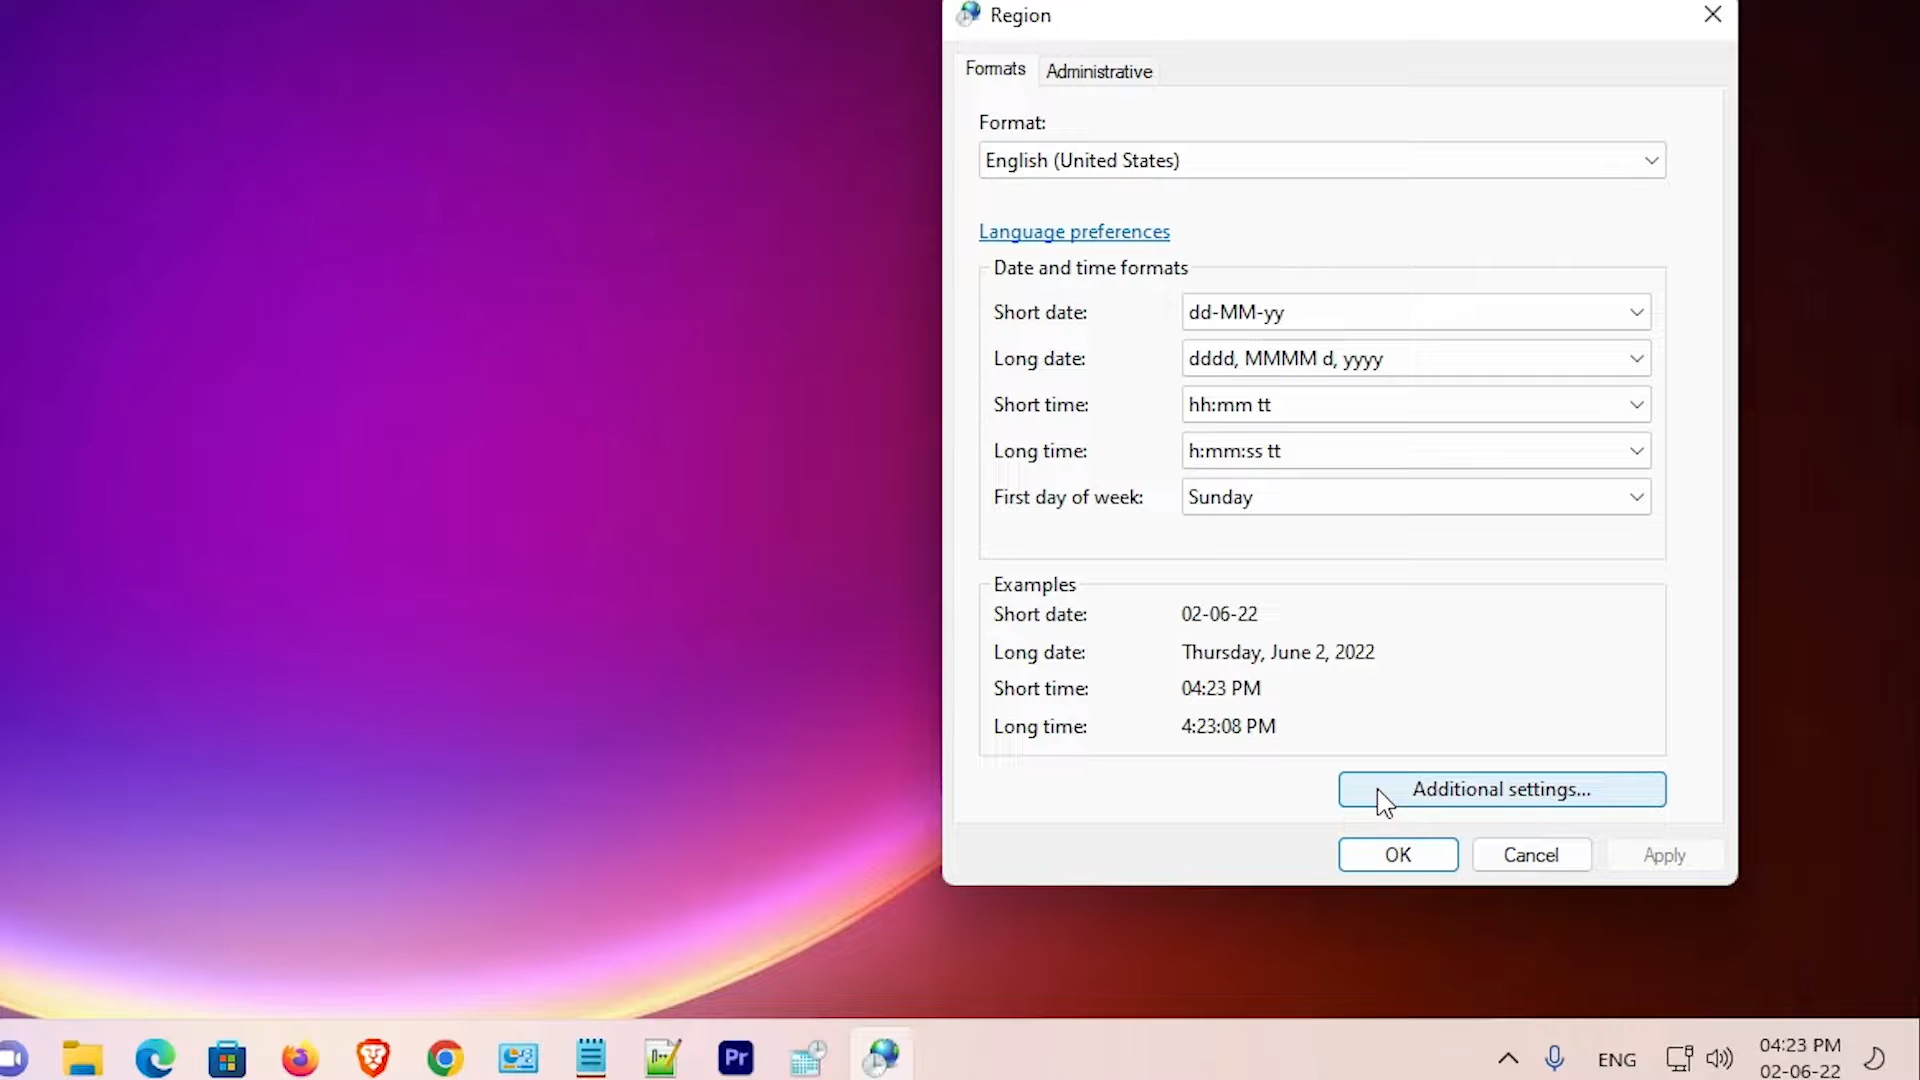 Region
Formats
Administrative
Format:
English (United States)
Language preferences
Date and time formats
Short date: dd-MM-yy
Long date: dddd, MMMM d, yyyy
Short time: hh:mm tt
Long time: h:mm:ss tt
First day of week: Sunday
Examples
Short date: 02-06-22
Long date: Thursday, June 2, 2022
Short time: 04:23 PM
Long time: 4:23:08 PM
Additional settings...
OK Cancel Apply
Pr
ENG
04:23 PM
02-06-22